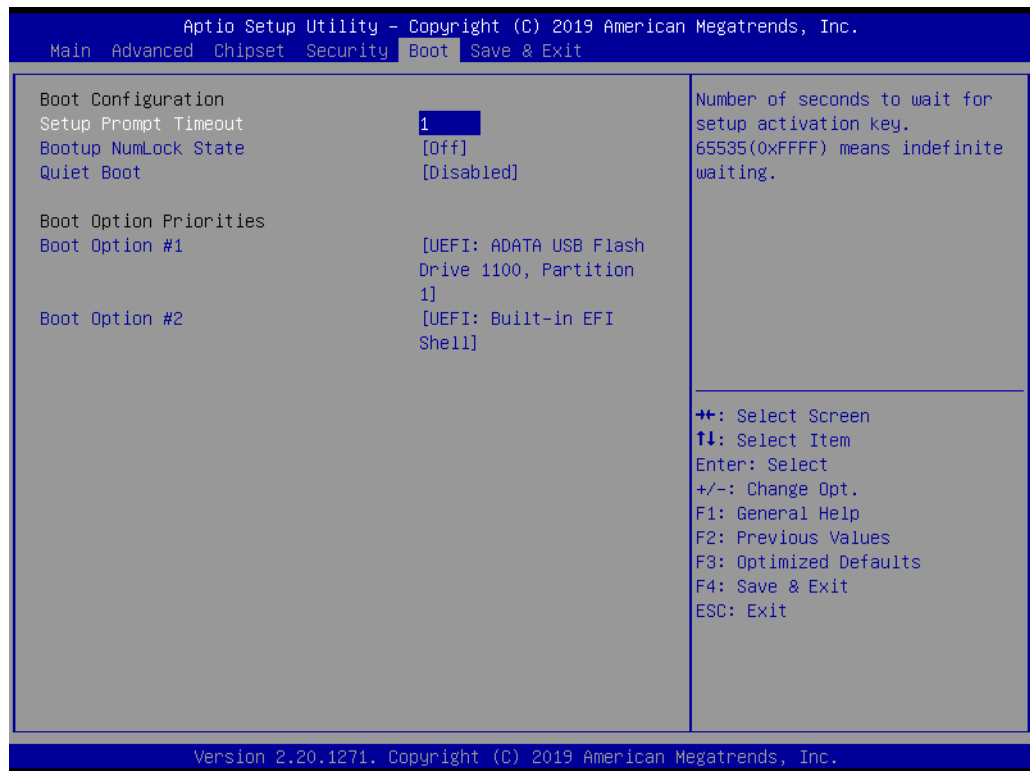 Aptio Setup Utility – Copyright (C) 2019 American Megatrends, Inc.
Main Advanced Chipset Security Boot Save & Exit
Boot Configuration
Setup Prompt Timeout 1
Bootup NumLock State [Off]
Quiet Boot [Disabled]
Boot Option Priorities
Boot Option #1 [UEFI: ADATA USB Flash
Drive 1100, Partition
1]
Boot Option #2 [UEFI: Built-in EFI
Shell]
Number of seconds to wait for
setup activation key.
65535(0xFFFF) means indefinite
waiting.
→←: Select Screen
↑↓: Select Item
Enter: Select
+/-: Change Opt.
F1: General Help
F2: Previous Values
F3: Optimized Defaults
F4: Save & Exit
ESC: Exit
Version 2.20.1271. Copyright (C) 2019 American Megatrends, Inc.